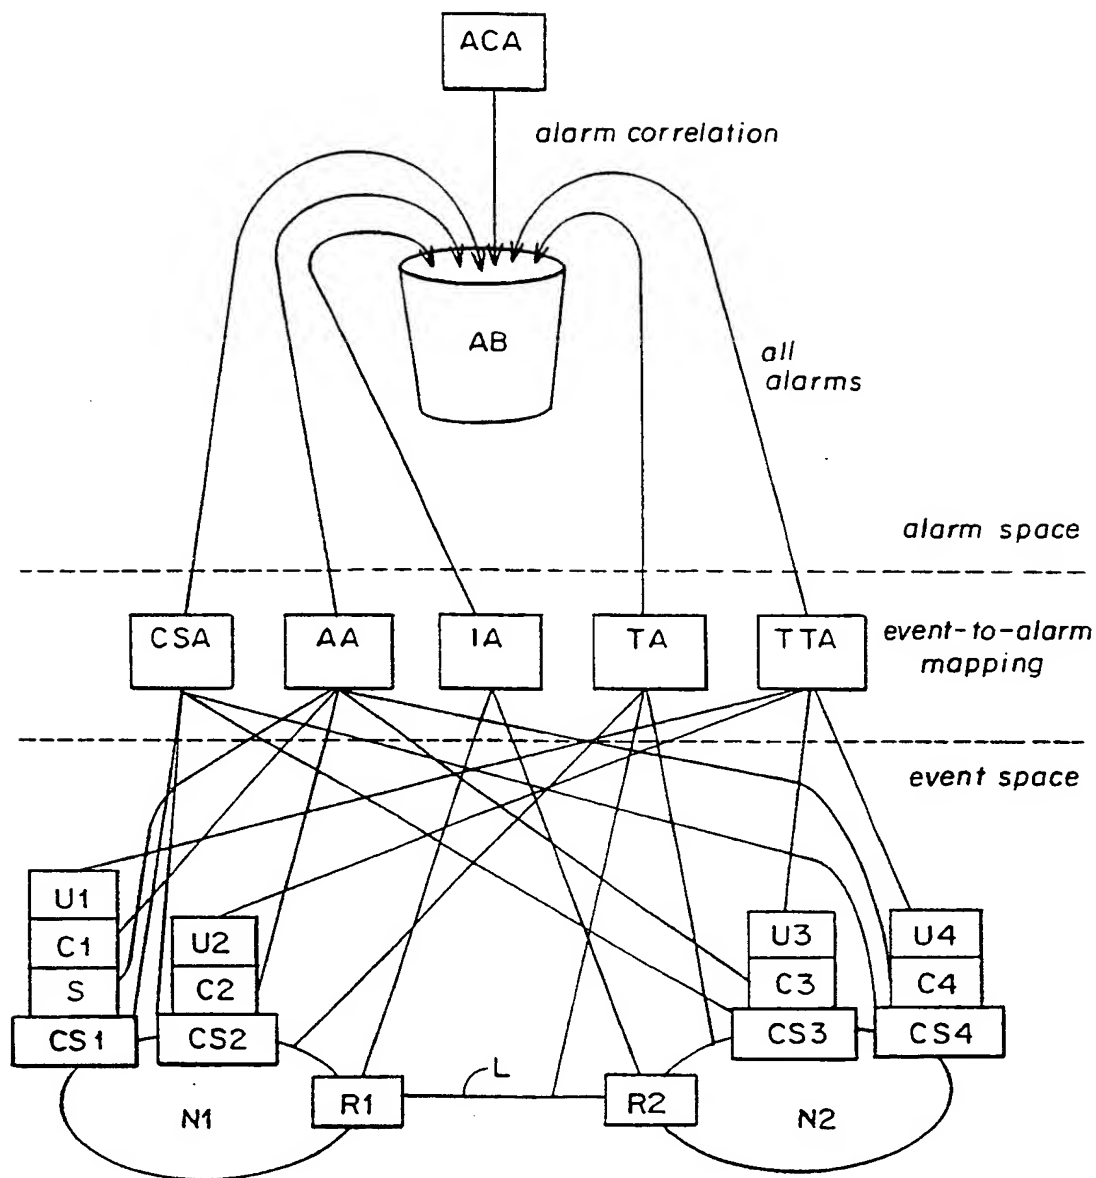 ACA
alarm correlation
AB
all
alarms
alarm space
CSA
AA
IA
TA
TTA
event-to-alarm
mapping
event space
U1
C1
S
CS1
U2
C2
CS2
U3
C3
CS3
U4
C4
CS4
L
R1
R2
N1
N2